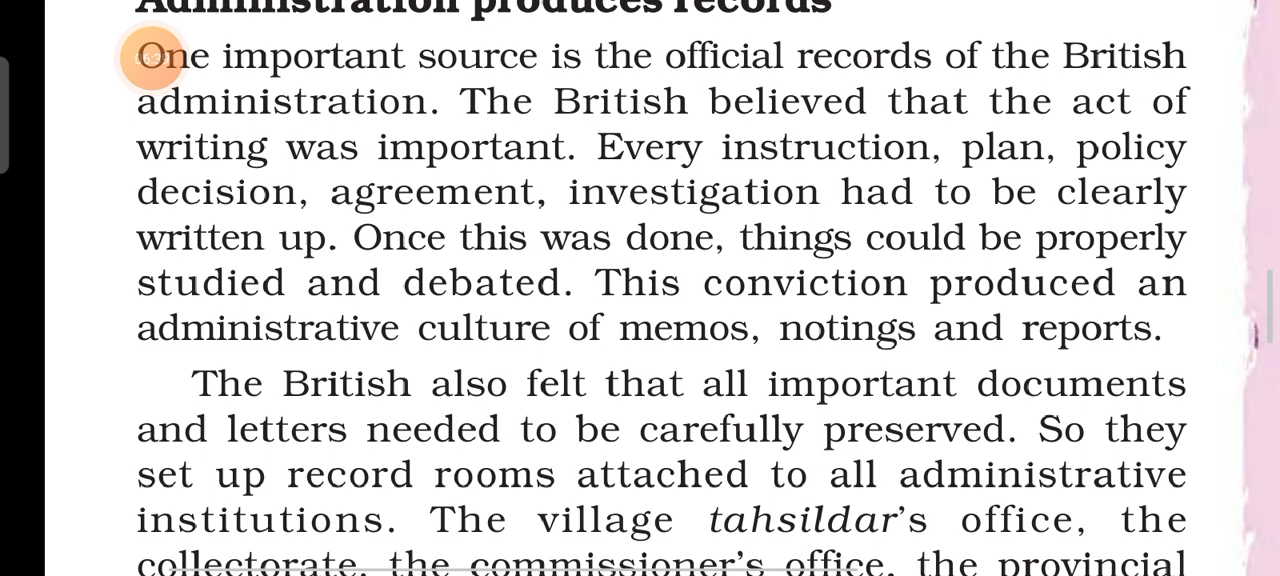 Administration produces records
One important source is the official records of the British
administration. The British believed that the act of
writing was important. Every instruction, plan, policy
decision, agreement, investigation had to be clearly
written up. Once this was done, things could be properly
studied and debated. This conviction produced an
administrative culture of memos, notings and reports.
The British also felt that all important documents
and letters needed to be carefully preserved. So they
set up record rooms attached to all administrative
institutions. The village tahsildar's office, the
collectorate, the commissioner's office, the provincial